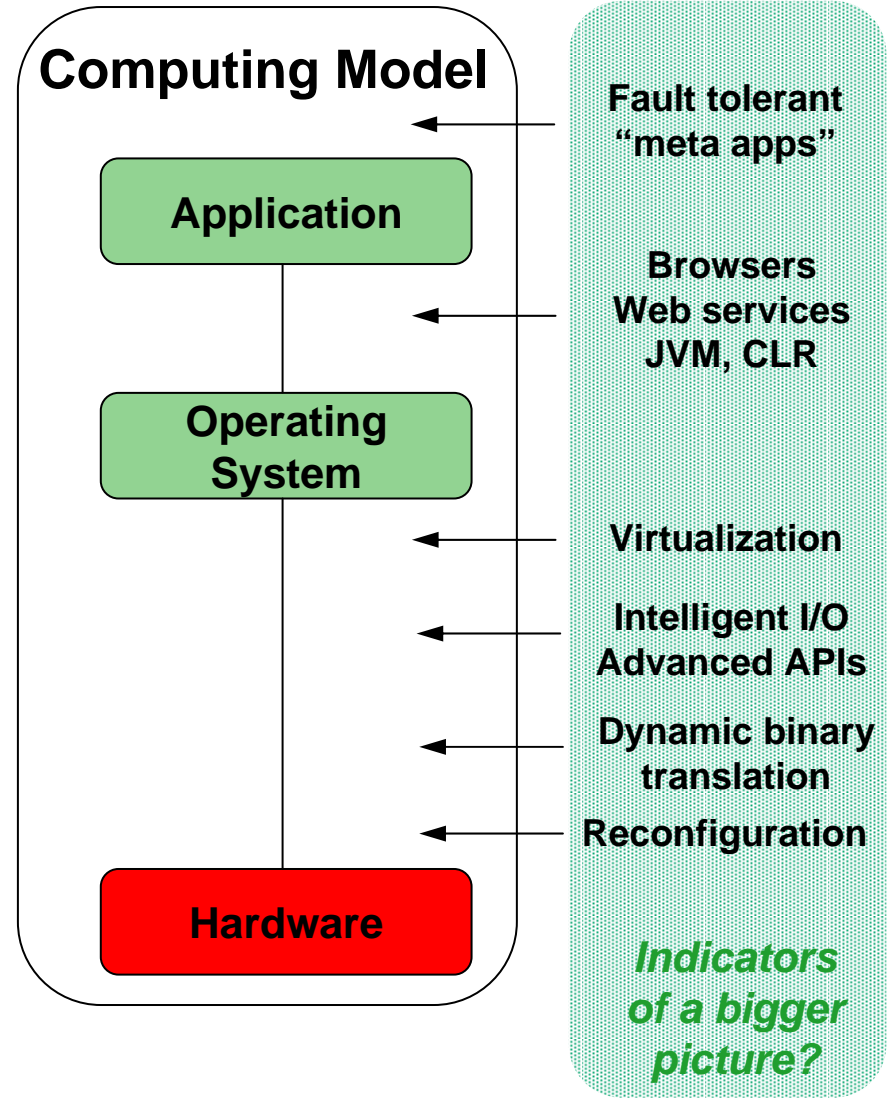 Computing Model
Application
Operating
System
Hardware
Fault tolerant
“meta apps”
Browsers
Web services
JVM, CLR
Virtualization
Intelligent I/O
Advanced APIs
Dynamic binary
translation
Reconfiguration
Indicators
of a bigger
picture?